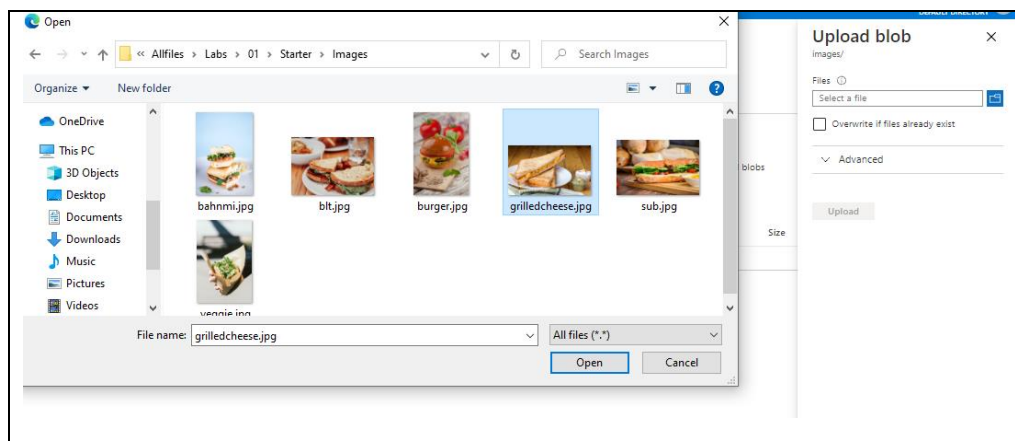 Open
« Allfiles > Labs > 01 > Starter > Images
Search Images
Organize
New folder
OneDrive
This PC
3D Objects
Desktop
Documents
Downloads
Music
Pictures
Videos
bahnmi.jpg
blt.jpg
burger.jpg
grilledcheese.jpg
sub.jpg
veggie.jpg
File name: grilledcheese.jpg
All files (*.*)
Open
Cancel
blobs
Size
DEFAULT DIRECTORY
Upload blob
images/
Files
Select a file
Overwrite if files already exist
Advanced
Upload